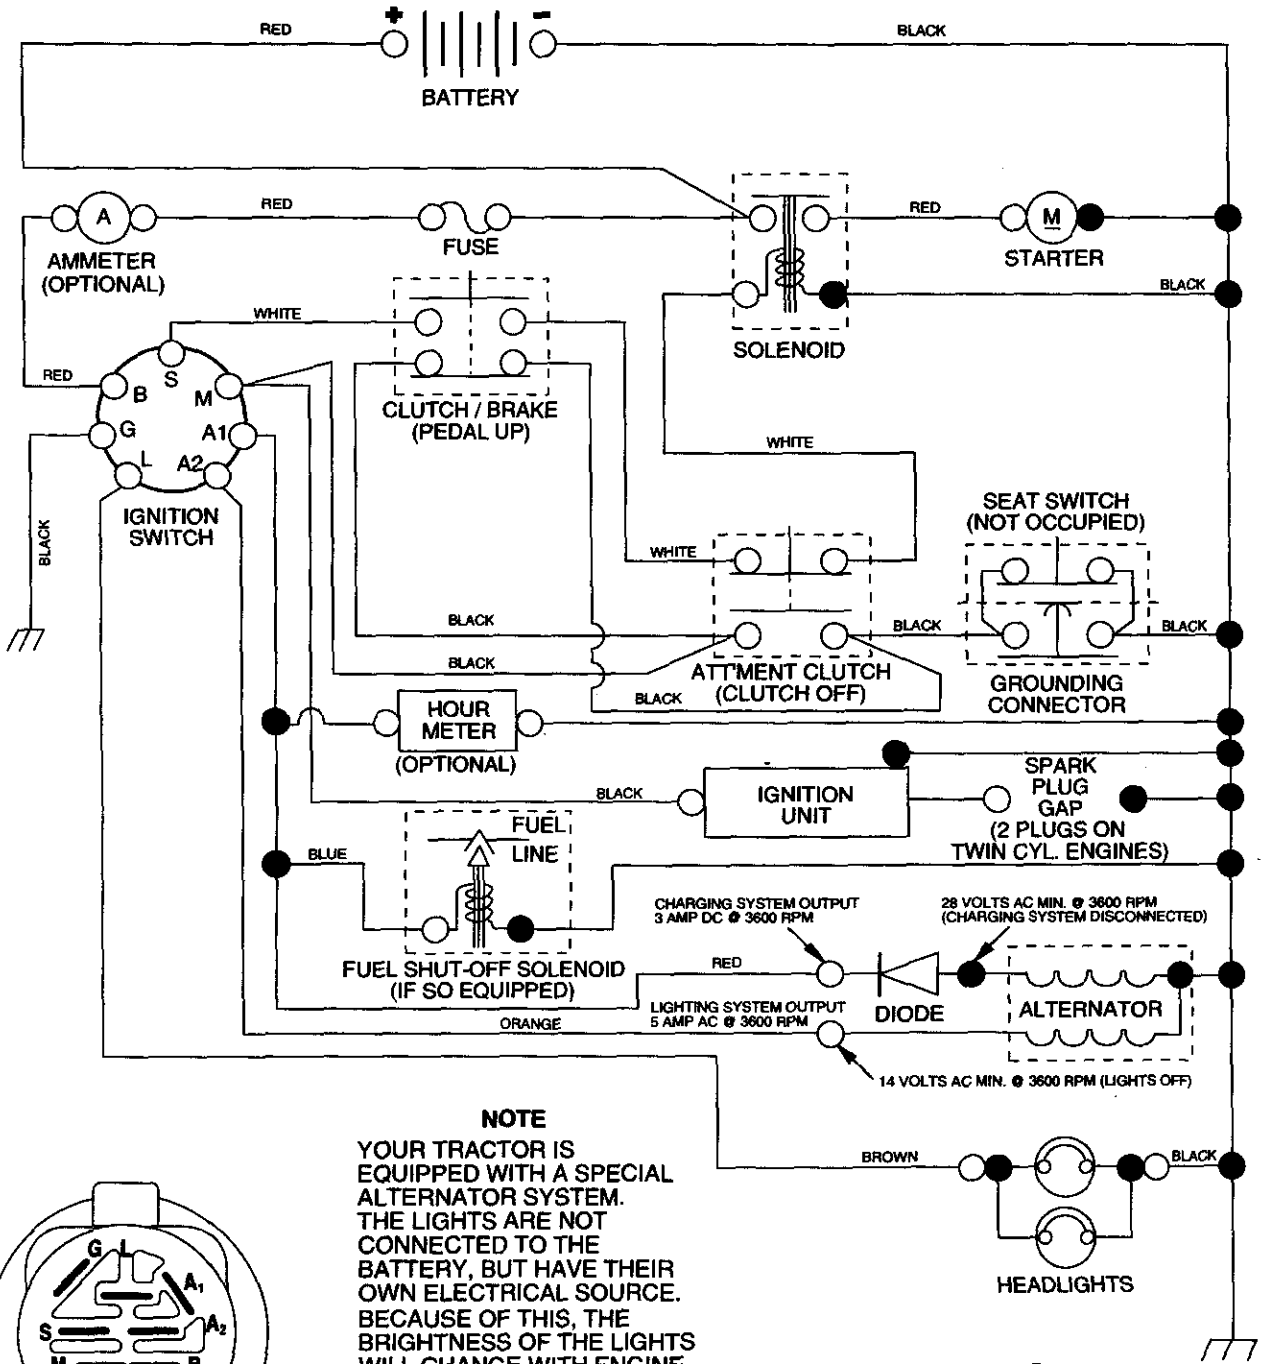 + -
RED
BLACK
BATTERY
RED
A
FUSE
RED
M
STARTER
AMMETER
(OPTIONAL)
BLACK
WHITE
SOLENOID
RED
S
B
M
G
A1
L
A2
CLUTCH / BRAKE
(PEDAL UP)
WHITE
IGNITION
SWITCH
BLACK
SEAT SWITCH
(NOT OCCUPIED)
WHITE
BLACK
BLACK
BLACK
BLACK
ATT'MENT CLUTCH
(CLUTCH OFF)
BLACK
GROUNDING
CONNECTOR
HOUR
METER
(OPTIONAL)
BLACK
IGNITION
UNIT
SPARK
PLUG
GAP
(2 PLUGS ON
TWIN CYL. ENGINES)
FUEL
LINE
BLUE
CHARGING SYSTEM OUTPUT
3 AMP DC @ 3600 RPM
28 VOLTS AC MIN. @ 3600 RPM
(CHARGING SYSTEM DISCONNECTED)
FUEL SHUT-OFF SOLENOID
(IF SO EQUIPPED)
RED
DIODE
ALTERNATOR
LIGHTING SYSTEM OUTPUT
5 AMP AC @ 3600 RPM
ORANGE
14 VOLTS AC MIN. @ 3600 RPM (LIGHTS OFF)
BROWN
BLACK
HEADLIGHTS
NOTE
YOUR TRACTOR IS
EQUIPPED WITH A SPECIAL
ALTERNATOR SYSTEM.
THE LIGHTS ARE NOT
CONNECTED TO THE
BATTERY, BUT HAVE THEIR
OWN ELECTRICAL SOURCE.
BECAUSE OF THIS, THE
BRIGHTNESS OF THE LIGHTS
WILL CHANGE WITH ENGINE
G L
A1
S
A2
M
B